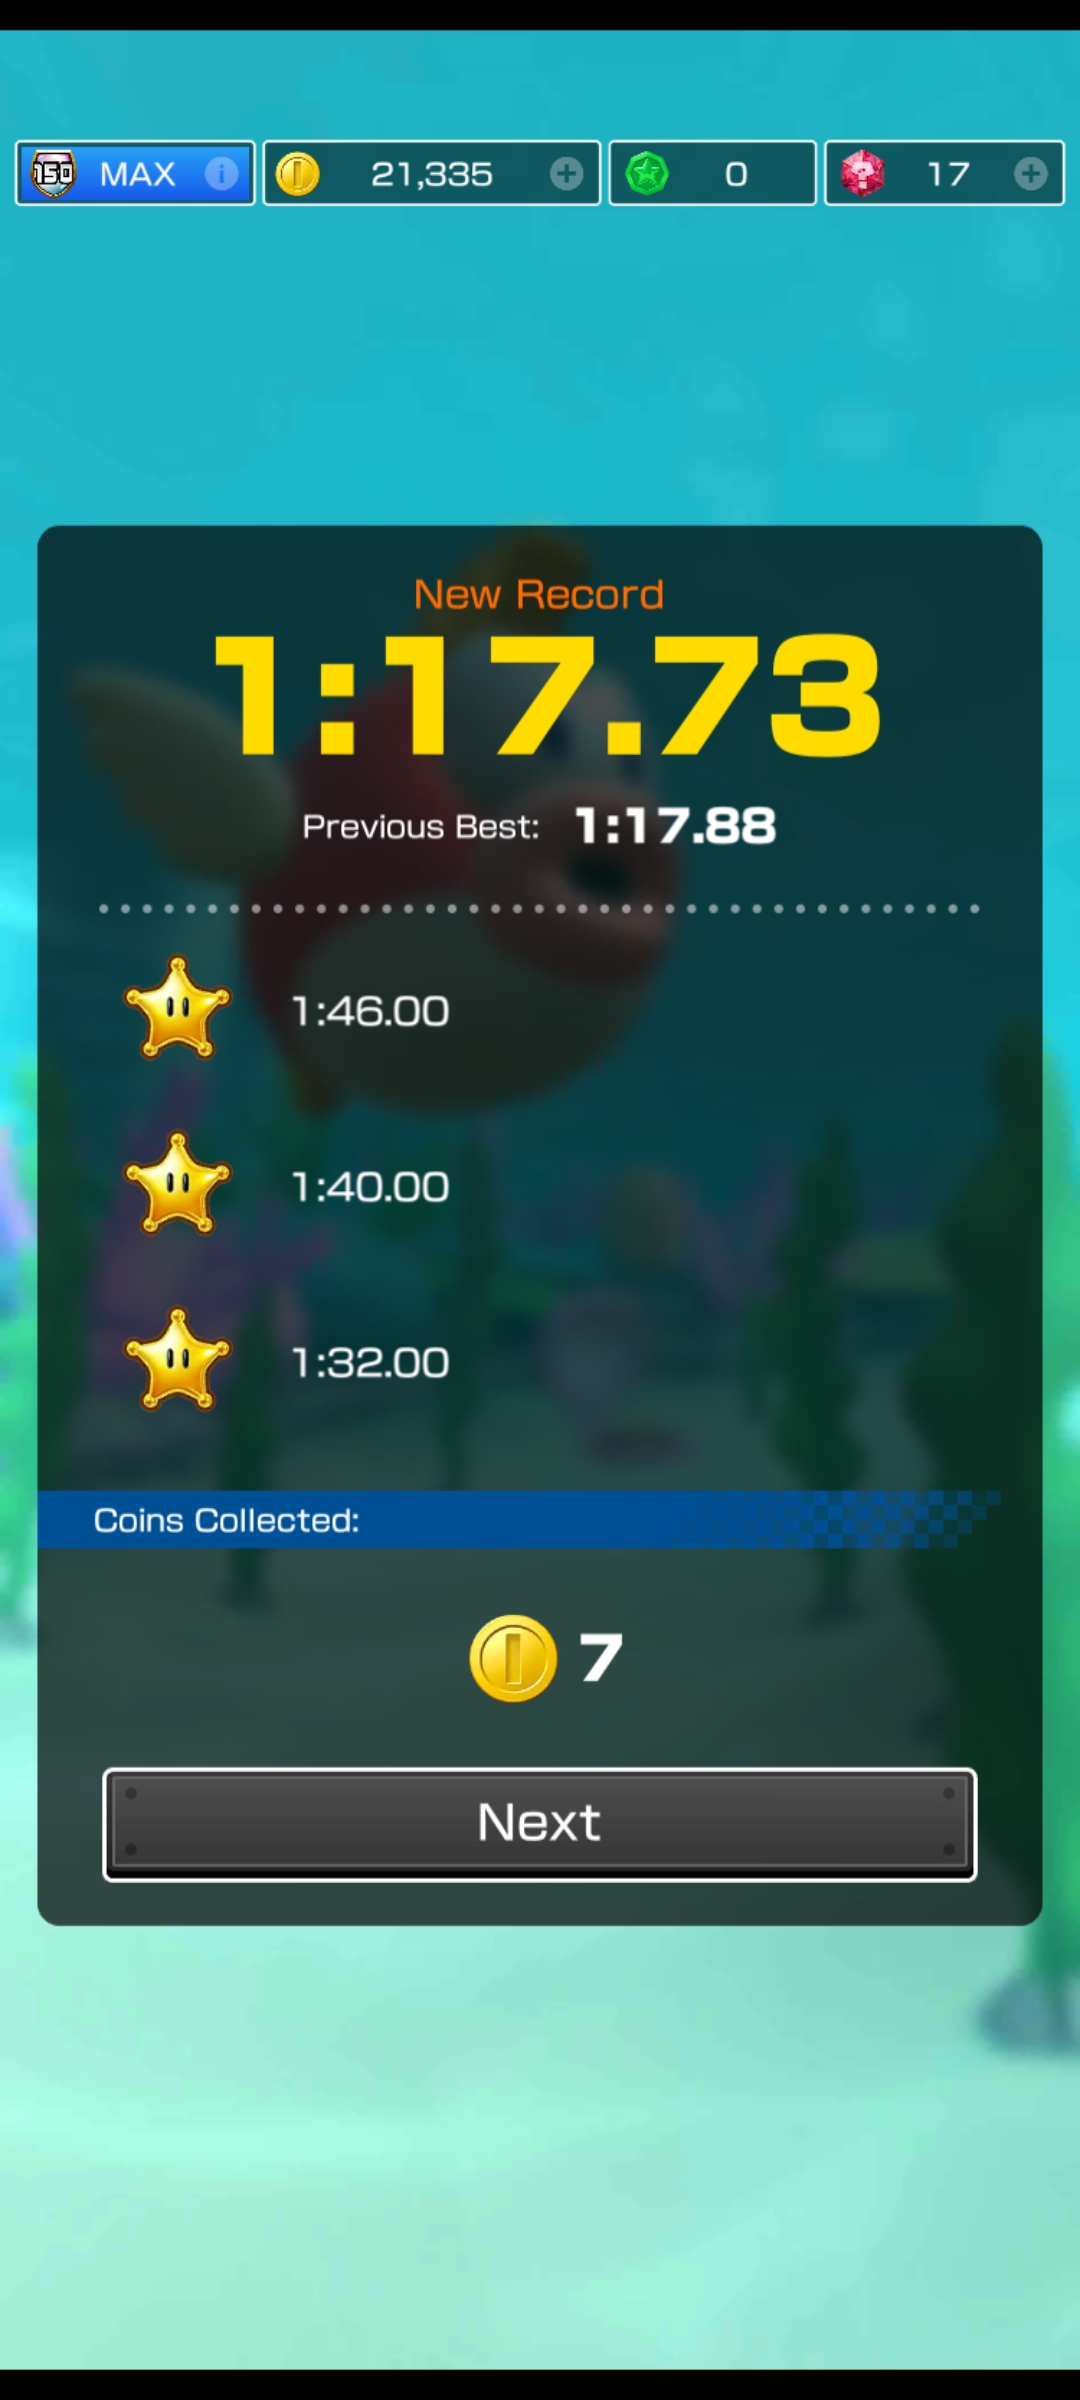 150 MAX i 21,335 + 0 17 +
New Record
1:17.73
Previous Best: 1:17.88
1:46.00
1:40.00
1:32.00
Coins Collected:
7
Next